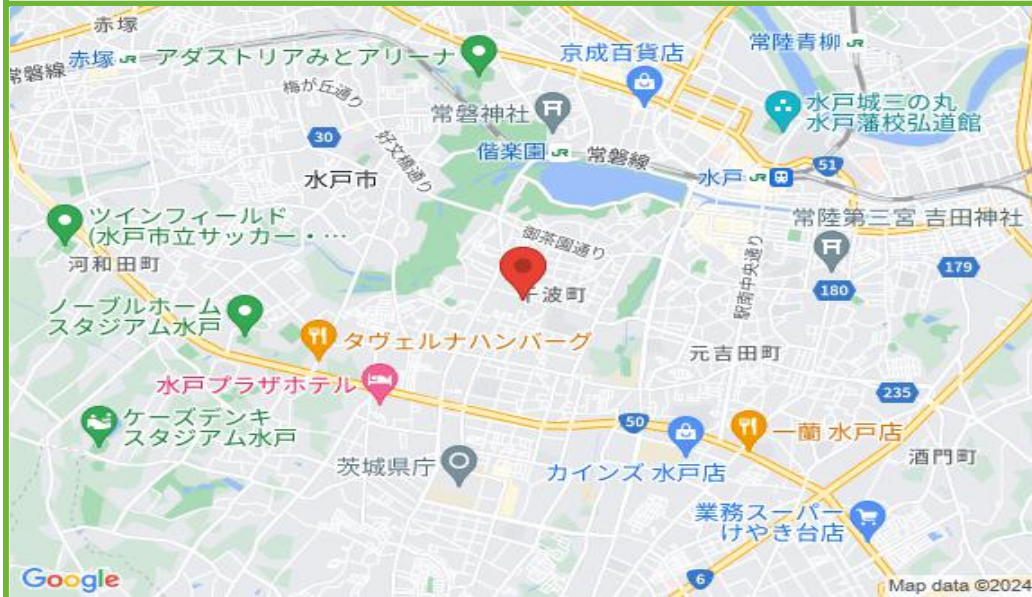 赤塚
赤塚 JR
常磐線
アダストリアみとアリーナ
京成百貨店
常陸青柳 JR
梅が丘通り
常磐神社
水戸城三の丸
水戸藩校弘道館
30
好文橋通り
偕楽園 JR 常磐線
51
水戸市
水戸 JR
ツインフィールド
(水戸市立サッカー・…
河和田町
御茶園通り
常陸第三宮 吉田神社
179
駅南中央通り
180
千波町
ノーブルホーム
スタジアム水戸
タヴェルナハンバーグ
元吉田町
水戸プラザホテル
235
ケーズデンキ
スタジアム水戸
50
一蘭 水戸店
茨城県庁
カインズ 水戸店
酒門町
業務スーパー
けやき台店
6
Google
Map data ©2024